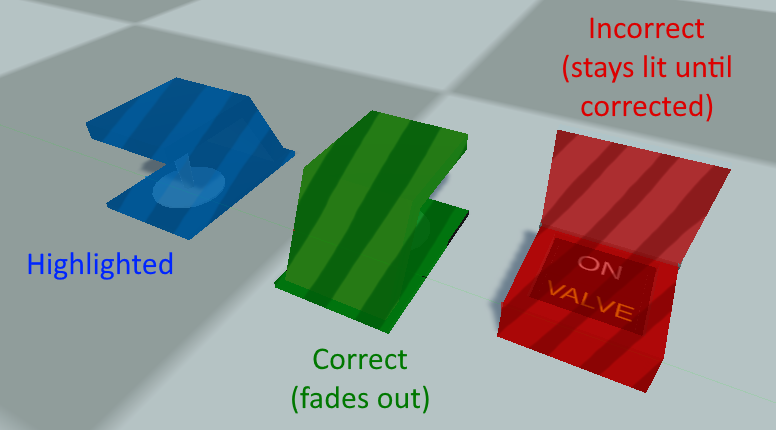 Incorrect
(stays lit until
corrected)
ON
VALVE
Highlighted
Correct
(fades out)